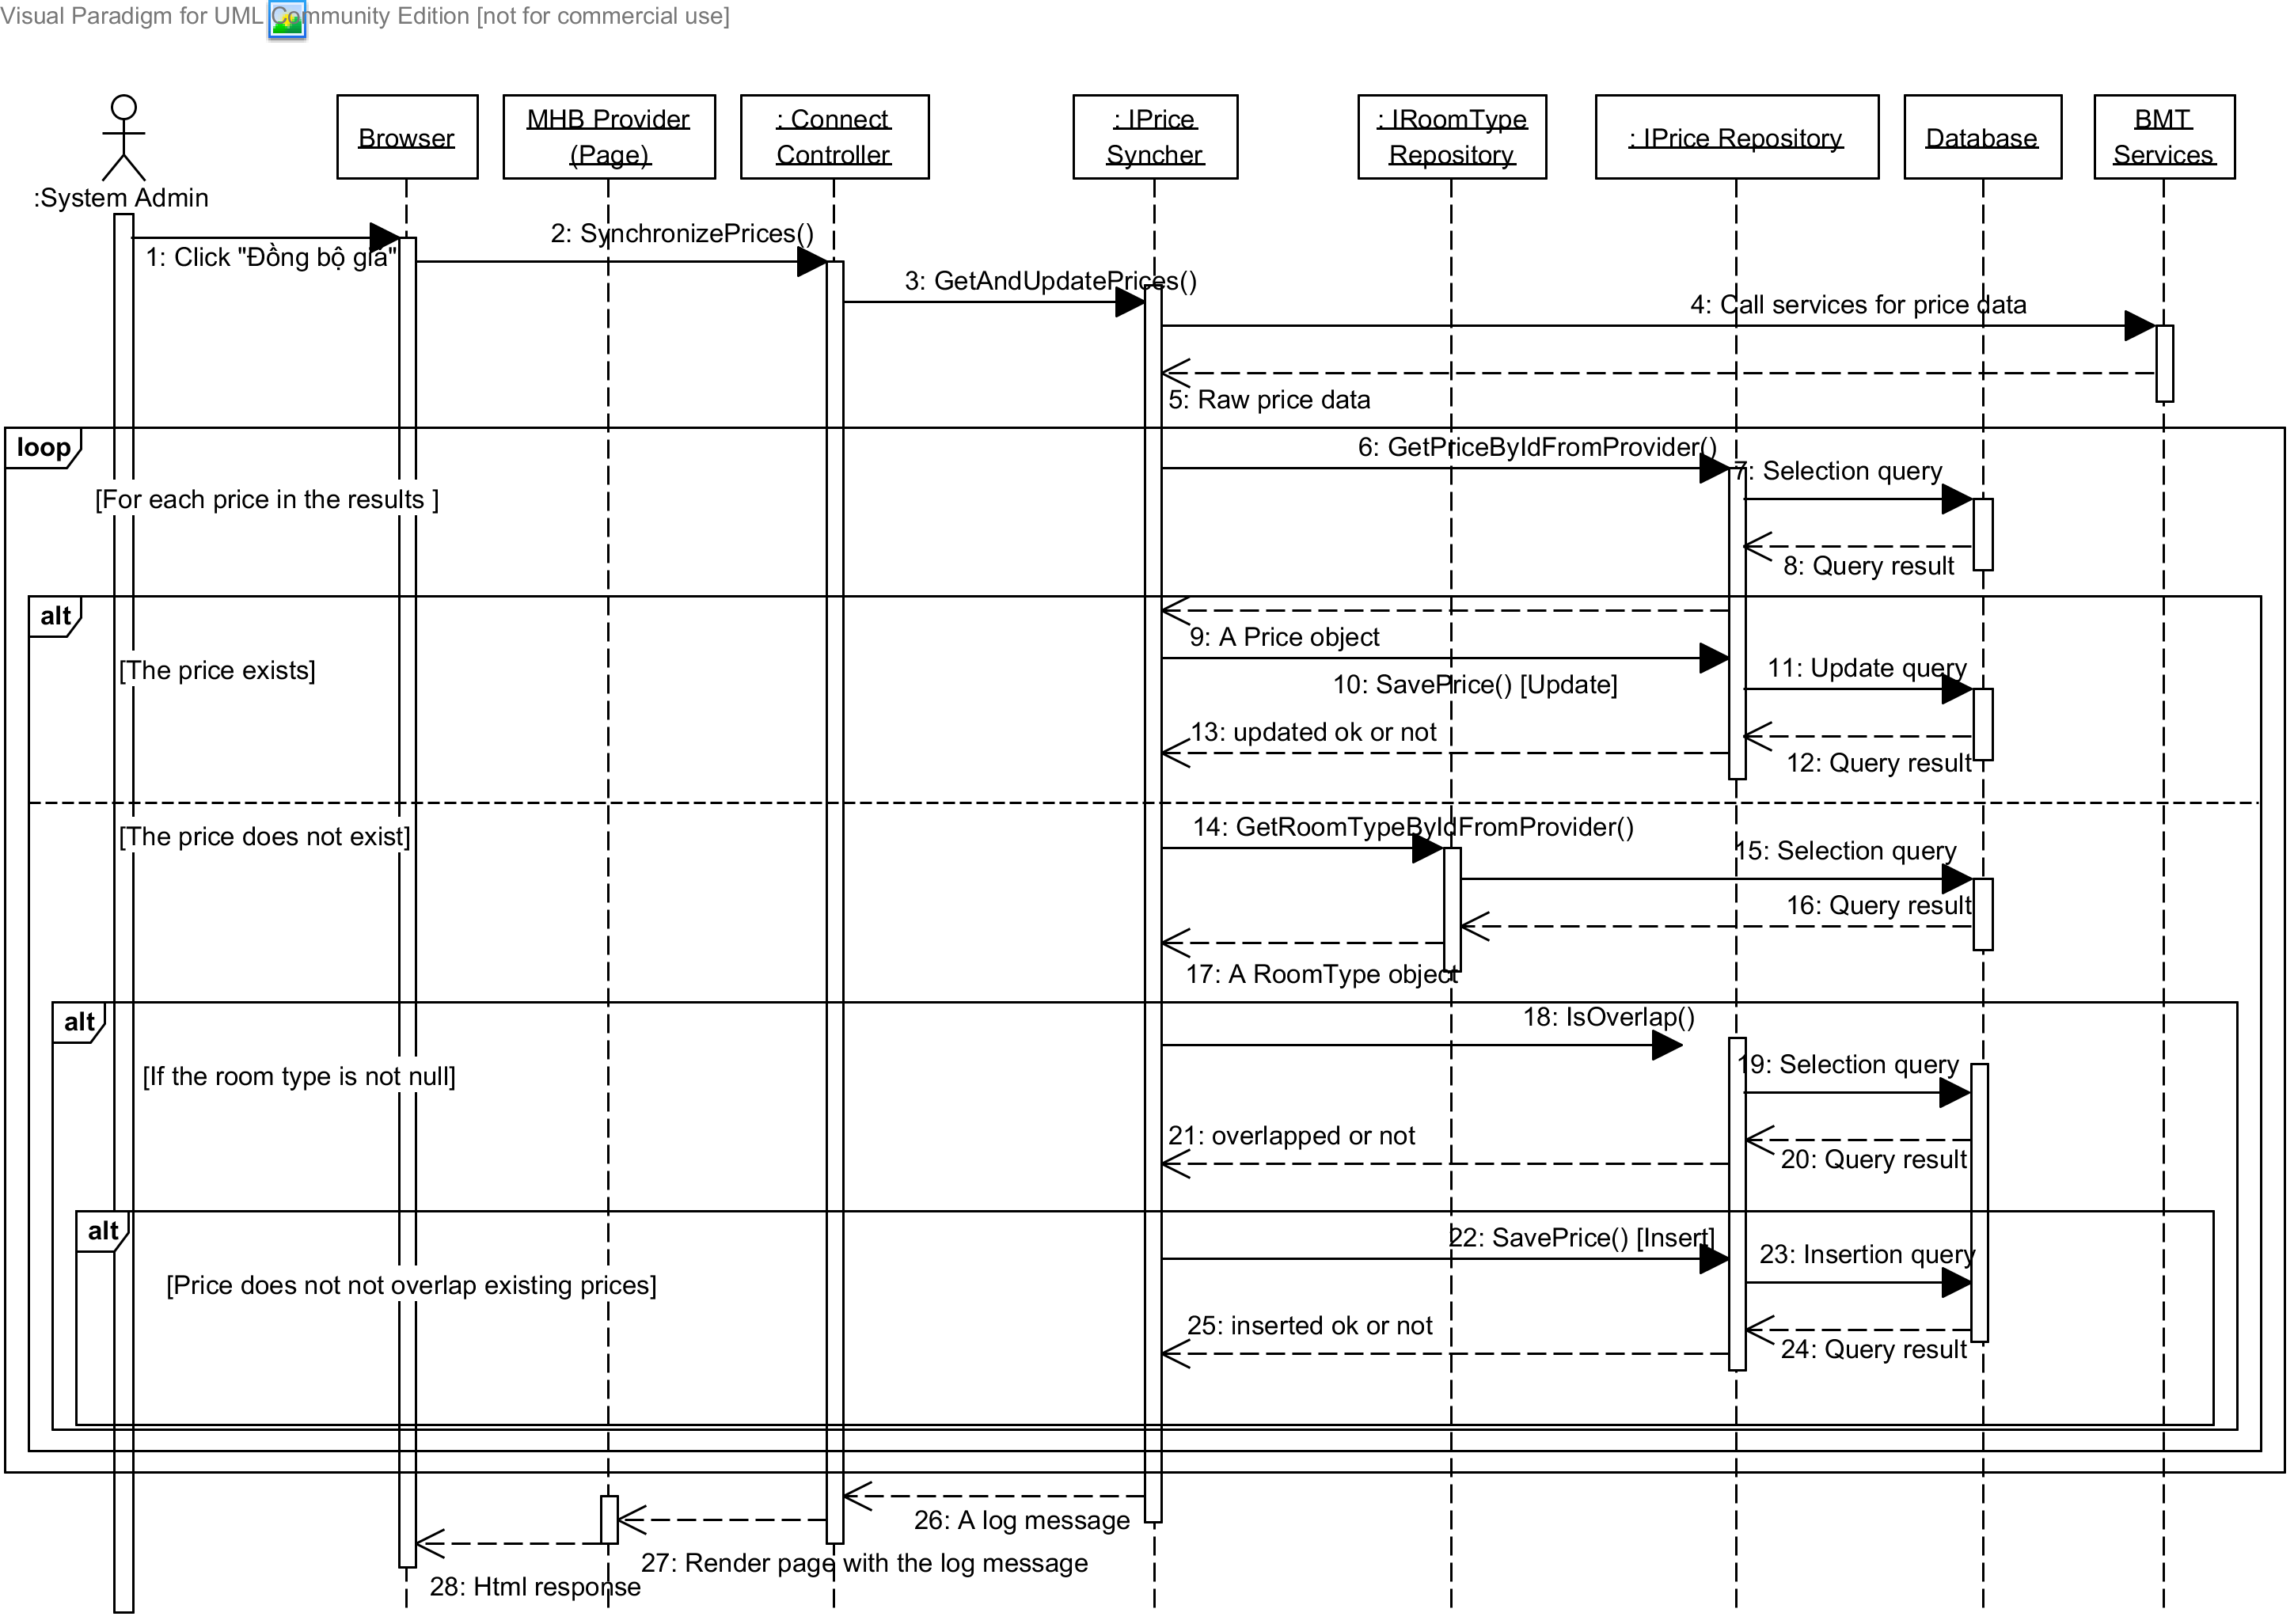 Visual Paradigm for UML Community Edition [not for commercial use]
:System Admin
Browser
MHB Provider
(Page)
: Connect
Controller
: IPrice
Syncher
: IRoomType
Repository
: IPrice Repository
Database
BMT
Services
1: Click "Đồng bộ giá"
2: SynchronizePrices()
3: GetAndUpdatePrices()
4: Call services for price data
5: Raw price data
loop
[For each price in the results ]
6: GetPriceByIdFromProvider()
7: Selection query
8: Query result
alt
[The price exists]
9: A Price object
10: SavePrice() [Update]
11: Update query
12: Query result
13: updated ok or not
[The price does not exist]
14: GetRoomTypeByIdFromProvider()
15: Selection query
16: Query result
17: A RoomType object
alt
[If the room type is not null]
18: IsOverlap()
19: Selection query
20: Query result
21: overlapped or not
alt
[Price does not not overlap existing prices]
22: SavePrice() [Insert]
23: Insertion query
24: Query result
25: inserted ok or not
26: A log message
27: Render page with the log message
28: Html response